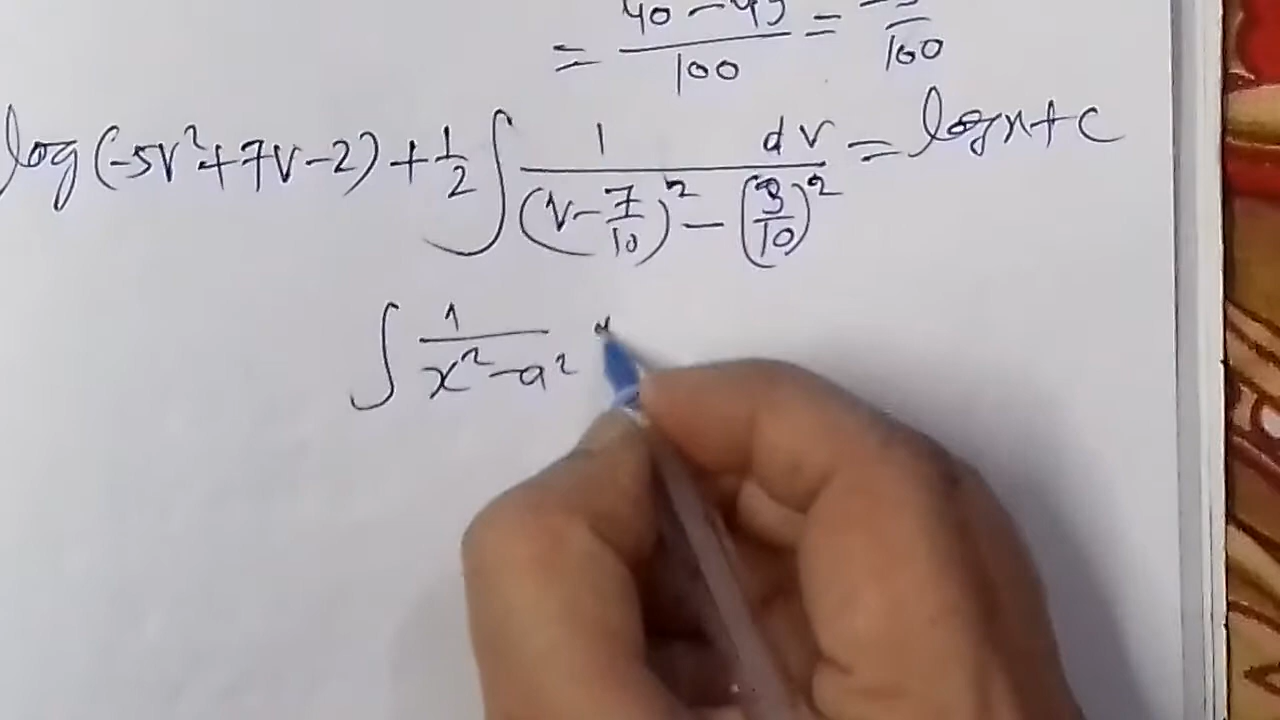 = 40 - 49 / 100 = / 100
log(-5v²+7v-2) + 1/2 ∫ 1 dv / (v - 7/10)² - (3/10)² = log x + c
∫ 1 / x² - a²